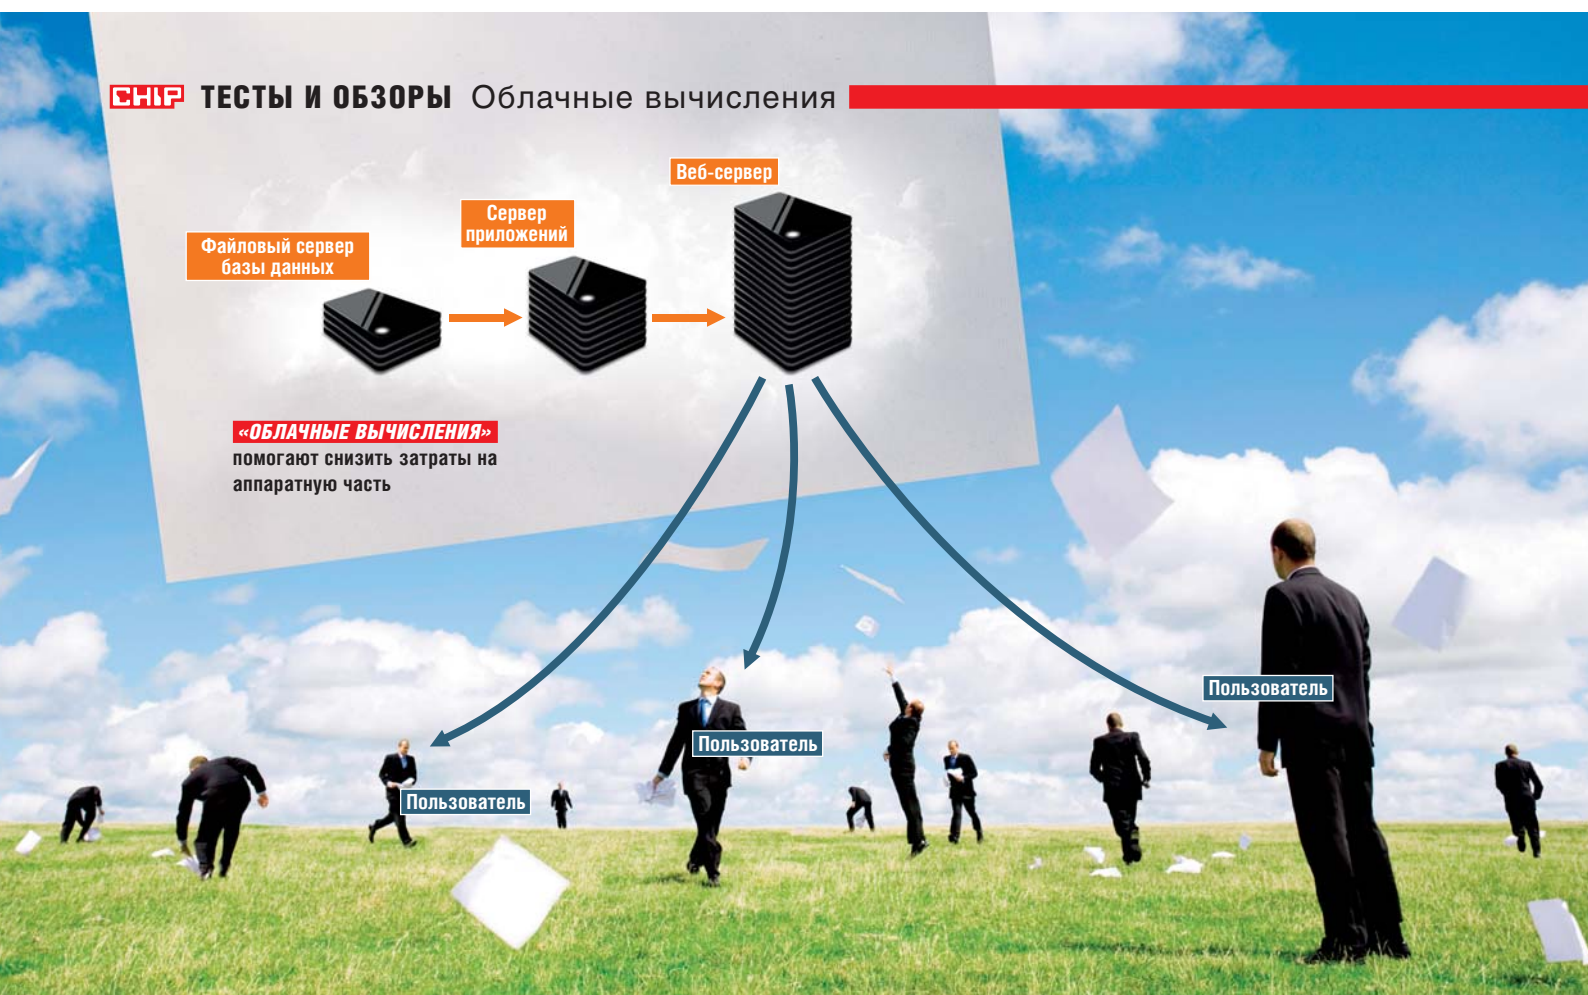 CHIP ТЕСТЫ И ОБЗОРЫ Облачные вычисления
Веб-сервер
Сервер
приложений
Файловый сервер
базы данных
«ОБЛАЧНЫЕ ВЫЧИСЛЕНИЯ»
помогают снизить затраты на
аппаратную часть
Пользователь
Пользователь
Пользователь